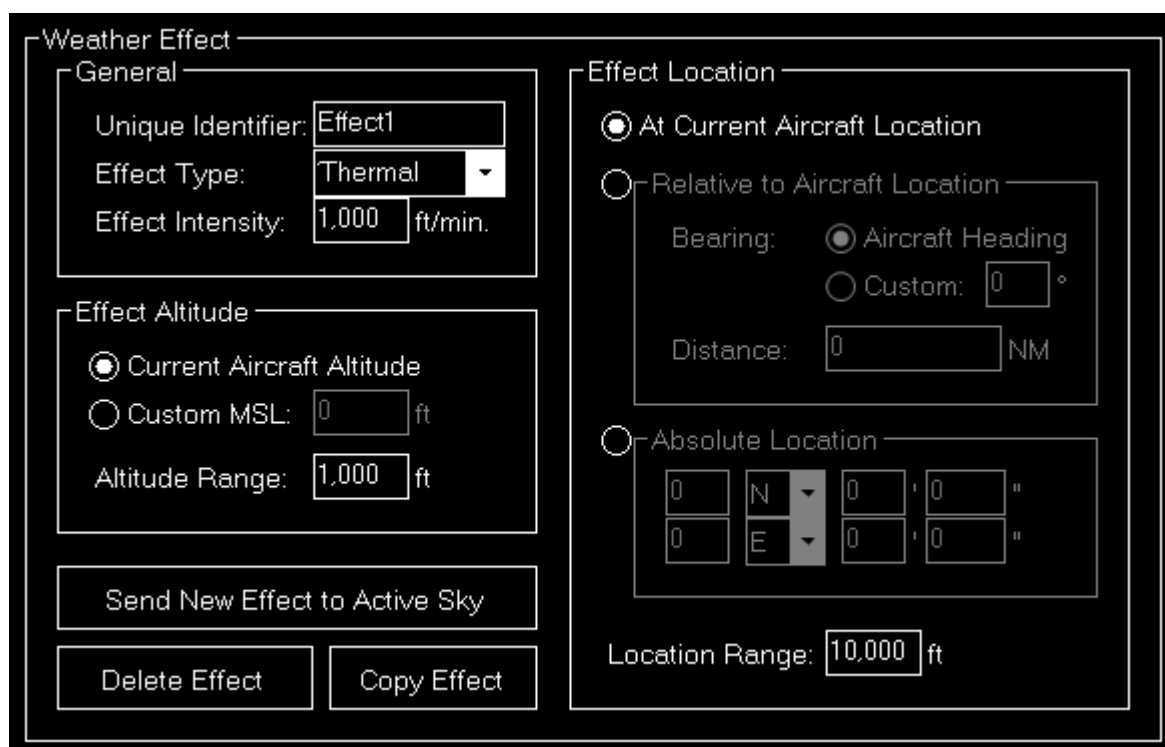 Weather Effect
General
Unique Identifier: Effect1
Effect Type: Thermal
Effect Intensity: 1,000 ft/min.
Effect Altitude
Current Aircraft Altitude
Custom MSL: 0 ft
Altitude Range: 1,000 ft
Send New Effect to Active Sky
Delete Effect Copy Effect
Effect Location
At Current Aircraft Location
Relative to Aircraft Location
Bearing: Aircraft Heading
Custom: 0 °
Distance: 0 NM
Absolute Location
0 N 0 ' 0 "
0 E 0 ' 0 "
Location Range: 10,000 ft